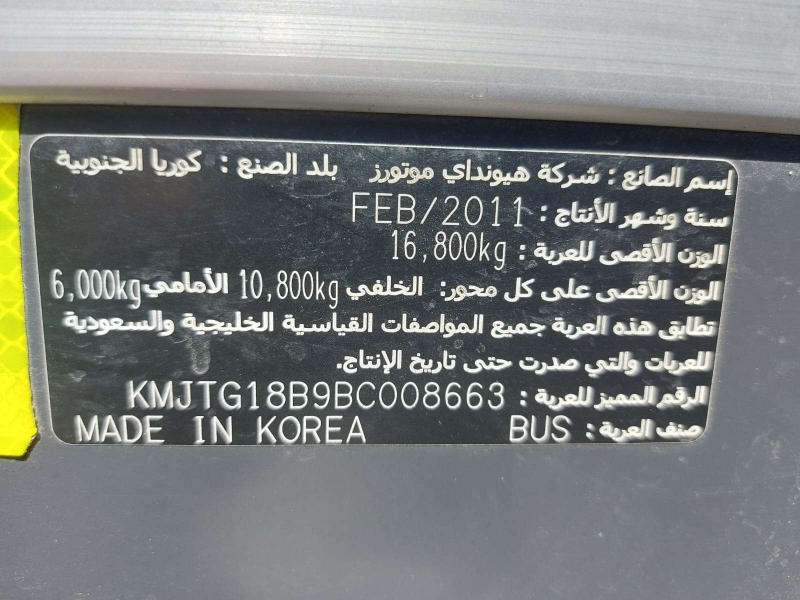 إسم الصانع : شركة هيونداي موتورز بلد الصنع : كوريا الجنوبية
سنة وشهر الأنتاج : FEB/2011
الوزن الأقصى للعربة : 16,800kg
الوزن الأقصى على كل محور: الخلفي 10,800kg الأمامي 6,000kg
تطابق هذه العربة جميع المواصفات القياسية الخليجية والسعودية
للعربات والتي صدرت حتى تاريخ الإنتاج.
الرقم المميز للعربة : KMJTG18B9BC008663
صنف العربة : BUS MADE IN KOREA